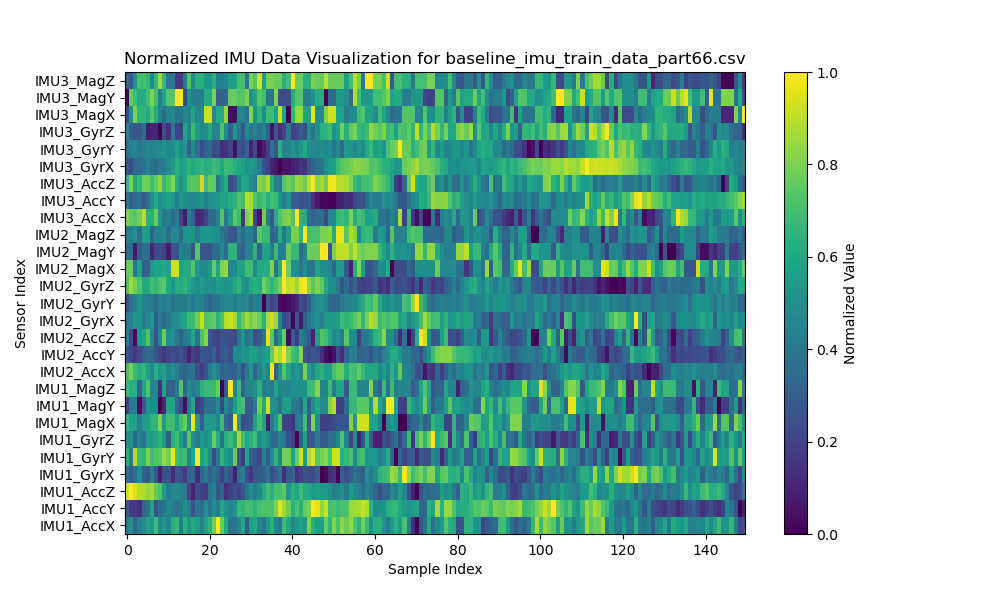 Normalized IMU Data Visualization for baseline_imu_train_data_part66.csv
IMU3_MagZ
IMU3_MagY
IMU3_MagX
IMU3_GyrZ
IMU3_GyrY
IMU3_GyrX
IMU3_AccZ
IMU3_AccY
IMU3_AccX
IMU2_MagZ
IMU2_MagY
IMU2_MagX
IMU2_GyrZ
IMU2_GyrY
IMU2_GyrX
IMU2_AccZ
IMU2_AccY
IMU2_AccX
IMU1_MagZ
IMU1_MagY
IMU1_MagX
IMU1_GyrZ
IMU1_GyrY
IMU1_GyrX
IMU1_AccZ
IMU1_AccY
IMU1_AccX
Sensor Index
0 20 40 60 80 100 120 140
Sample Index
1.0
0.8
0.6
0.4
0.2
0.0
Normalized Value